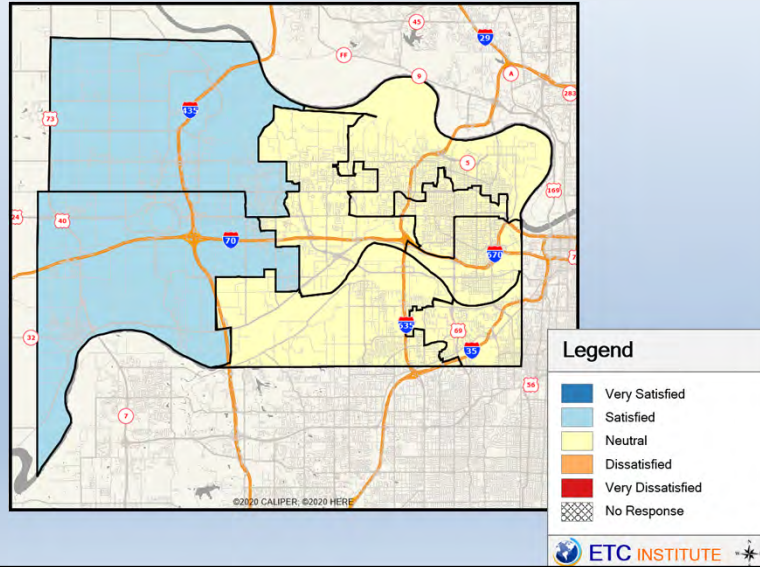 45
29
FF
9
A
283
435
73
5
169
24
40
70
670
7
32
635
69
35
56
7
©2020 CALIPER; ©2020 HERE
Legend
Very Satisfied
Satisfied
Neutral
Dissatisfied
Very Dissatisfied
No Response
ETC INSTITUTE